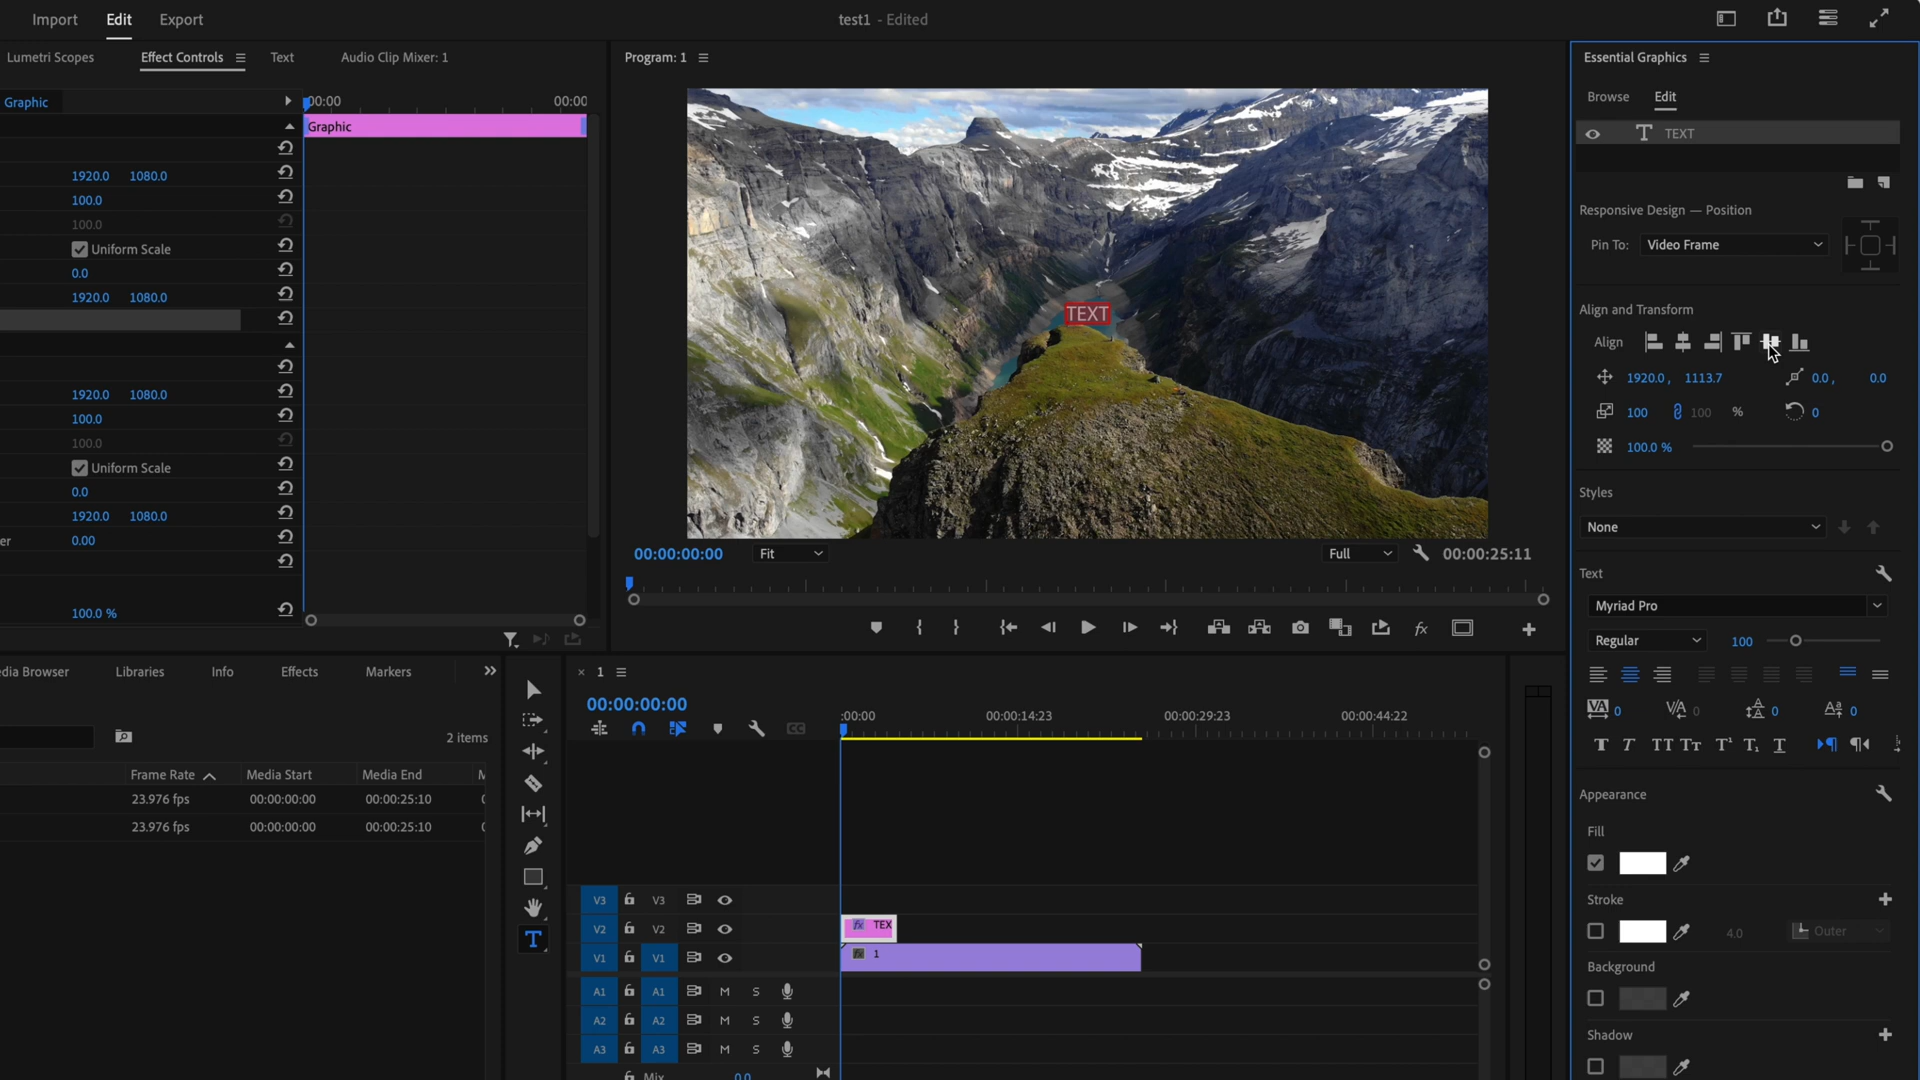 Import Edit Export test1 - Edited
Lumetri Scopes Effect Controls Text Audio Clip Mixer: 1
Graphic 00:00 00:00
Graphic
1920.0 1080.0
100.0
100.0
Uniform Scale
0.0
1920.0 1080.0
1920.0 1080.0
100.0
100.0
Uniform Scale
0.0
1920.0 1080.0
er 0.00
100.0 %
Program: 1
TEXT
00:00:00:00 Fit Full 00:00:25:11
Essential Graphics
Browse Edit
TEXT
Responsive Design — Position
Pin To: Video Frame
Align and Transform
Align
1920.0 , 1113.7 0.0 , 0.0
100 100 % 0
100.0 %
Styles
None
Text
Myriad Pro
Regular 100
0 0 0 0
Appearance
Fill
Stroke
4.0 Outer
Background
Shadow
edia Browser Libraries Info Effects Markers
2 items
Frame Rate Media Start Media End M
23.976 fps 00:00:00:00 00:00:25:10
23.976 fps 00:00:00:00 00:00:25:10
1
00:00:00:00
:00:00 00:00:14:23 00:00:29:23 00:00:44:22
V3 V3
V2 V2 fx TEX
V1 V1 fx 1
A1 A1 M S
A2 A2 M S
A3 A3 M S
Mix 0.0